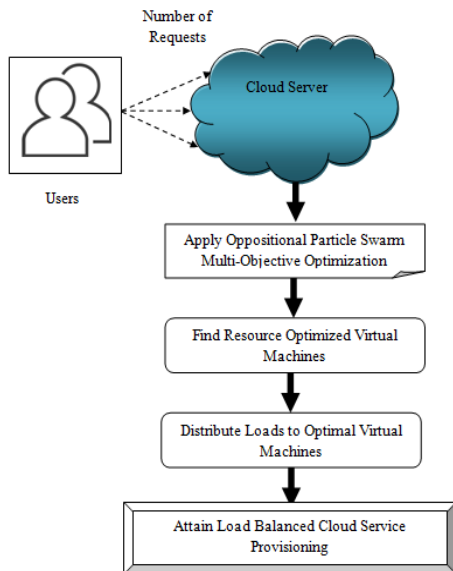 Number of
Requests
Cloud Server
Users
Apply Oppositional Particle Swarm
Multi-Objective Optimization
Find Resource Optimized Virtual
Machines
Distribute Loads to Optimal Virtual
Machines
Attain Load Balanced Cloud Service
Provisioning